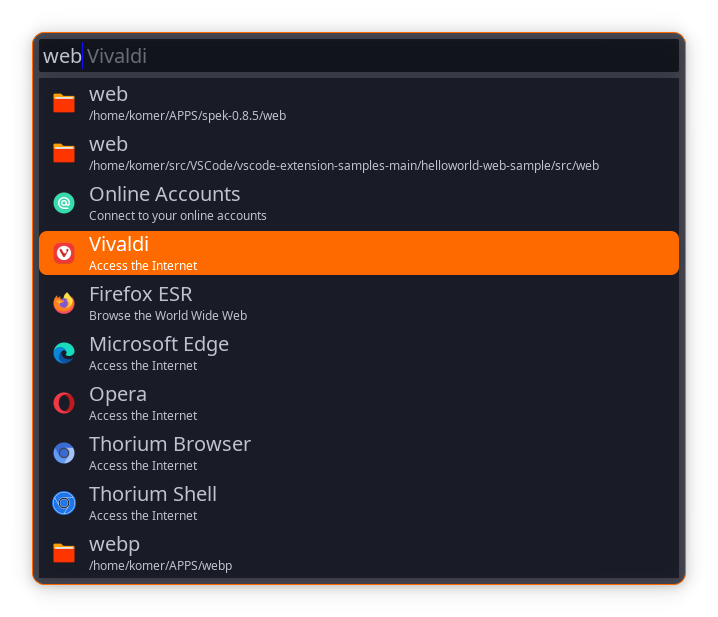 web Vivaldi
web
/home/komer/APPS/spek-0.8.5/web
web
/home/komer/src/VSCode/vscode-extension-samples-main/helloworld-web-sample/src/web
Online Accounts
Connect to your online accounts
Vivaldi
Access the Internet
Firefox ESR
Browse the World Wide Web
Microsoft Edge
Access the Internet
Opera
Access the Internet
Thorium Browser
Access the Internet
Thorium Shell
Access the Internet
webp
/home/komer/APPS/webp